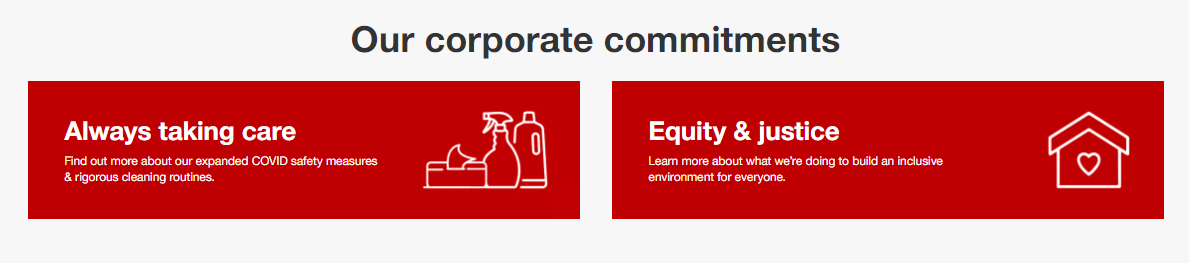 Our corporate commitments
Always taking care
Find out more about our expanded COVID safety measures
& rigorous cleaning routines.
Equity & justice
Learn more about what we're doing to build an inclusive
environment for everyone.